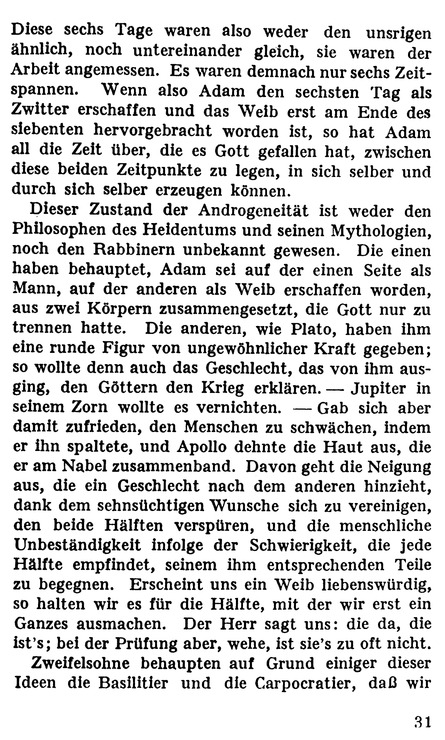 Diese sechs Tage waren also weder den unsrigen
ähnlich, noch untereinander gleich, sie waren der
Arbeit angemessen. Es waren demnach nur sechs Zeit-
spannen. Wenn also Adam den sechsten Tag als
Zwitter erschaffen und das Weib erst am Ende des
siebenten hervorgebracht worden ist, so hat Adam
all die Zeit über, die es Gott gefallen hat, zwischen
diese beiden Zeitpunkte zu legen, in sich selber und
durch sich selber erzeugen können.
Dieser Zustand der Androgeneität ist weder den
Philosophen des Heidentums und seinen Mythologien,
noch den Rabbinern unbekannt gewesen. Die einen
haben behauptet, Adam sei auf der einen Seite als
Mann, auf der anderen als Weib erschaffen worden,
aus zwei Körpern zusammengesetzt, die Gott nur zu
trennen hatte. Die anderen, wie Plato, haben ihm
eine runde Figur von ungewöhnlicher Kraft gegeben;
so wollte denn auch das Geschlecht, das von ihm aus-
ging, den Göttern den Krieg erklären. — Jupiter in
seinem Zorn wollte es vernichten. — Gab sich aber
damit zufrieden, den Menschen zu schwächen, indem
er ihn spaltete, und Apollo dehnte die Haut aus, die
er am Nabel zusammenband. Davon geht die Neigung
aus, die ein Geschlecht nach dem anderen hinzieht,
dank dem sehnsüchtigen Wunsche sich zu vereinigen,
den beide Hälften verspüren, und die menschliche
Unbeständigkeit infolge der Schwierigkeit, die jede
Hälfte empfindet, seinem ihm entsprechenden Teile
zu begegnen. Erscheint uns ein Weib liebenswürdig,
so halten wir es für die Hälfte, mit der wir erst ein
Ganzes ausmachen. Der Herr sagt uns: die da, die
ist's; bei der Prüfung aber, wehe, ist sie's zu oft nicht.
Zweifelsohne behaupten auf Grund einiger dieser
Ideen die Basilitier und die Carpocratier, daß wir
31